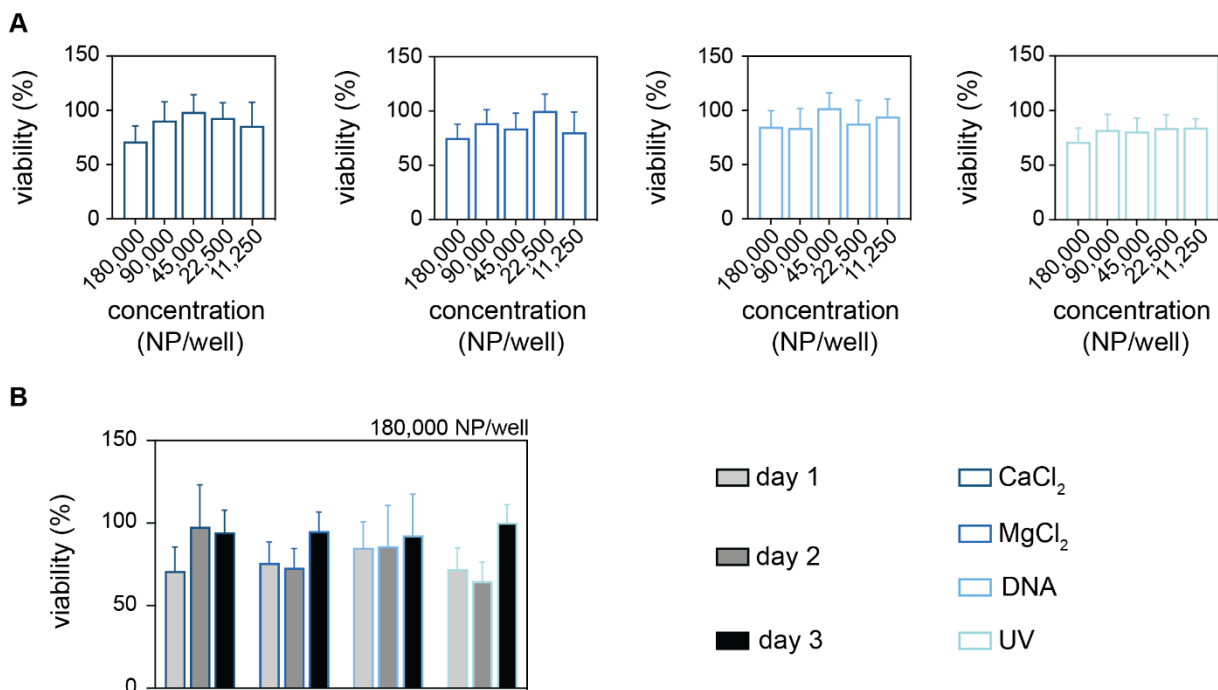 A
150
100
50
0
viability (%)
180,000
90,000
45,000
22,500
11,250
concentration
(NP/well)
150
100
50
0
viability (%)
180,000
90,000
45,000
22,500
11,250
concentration
(NP/well)
150
100
50
0
viability (%)
180,000
90,000
45,000
22,500
11,250
concentration
(NP/well)
150
100
50
0
viability (%)
180,000
90,000
45,000
22,500
11,250
concentration
(NP/well)
B
180,000 NP/well
150
100
50
0
viability (%)
day 1
day 2
day 3
CaCl₂
MgCl₂
DNA
UV